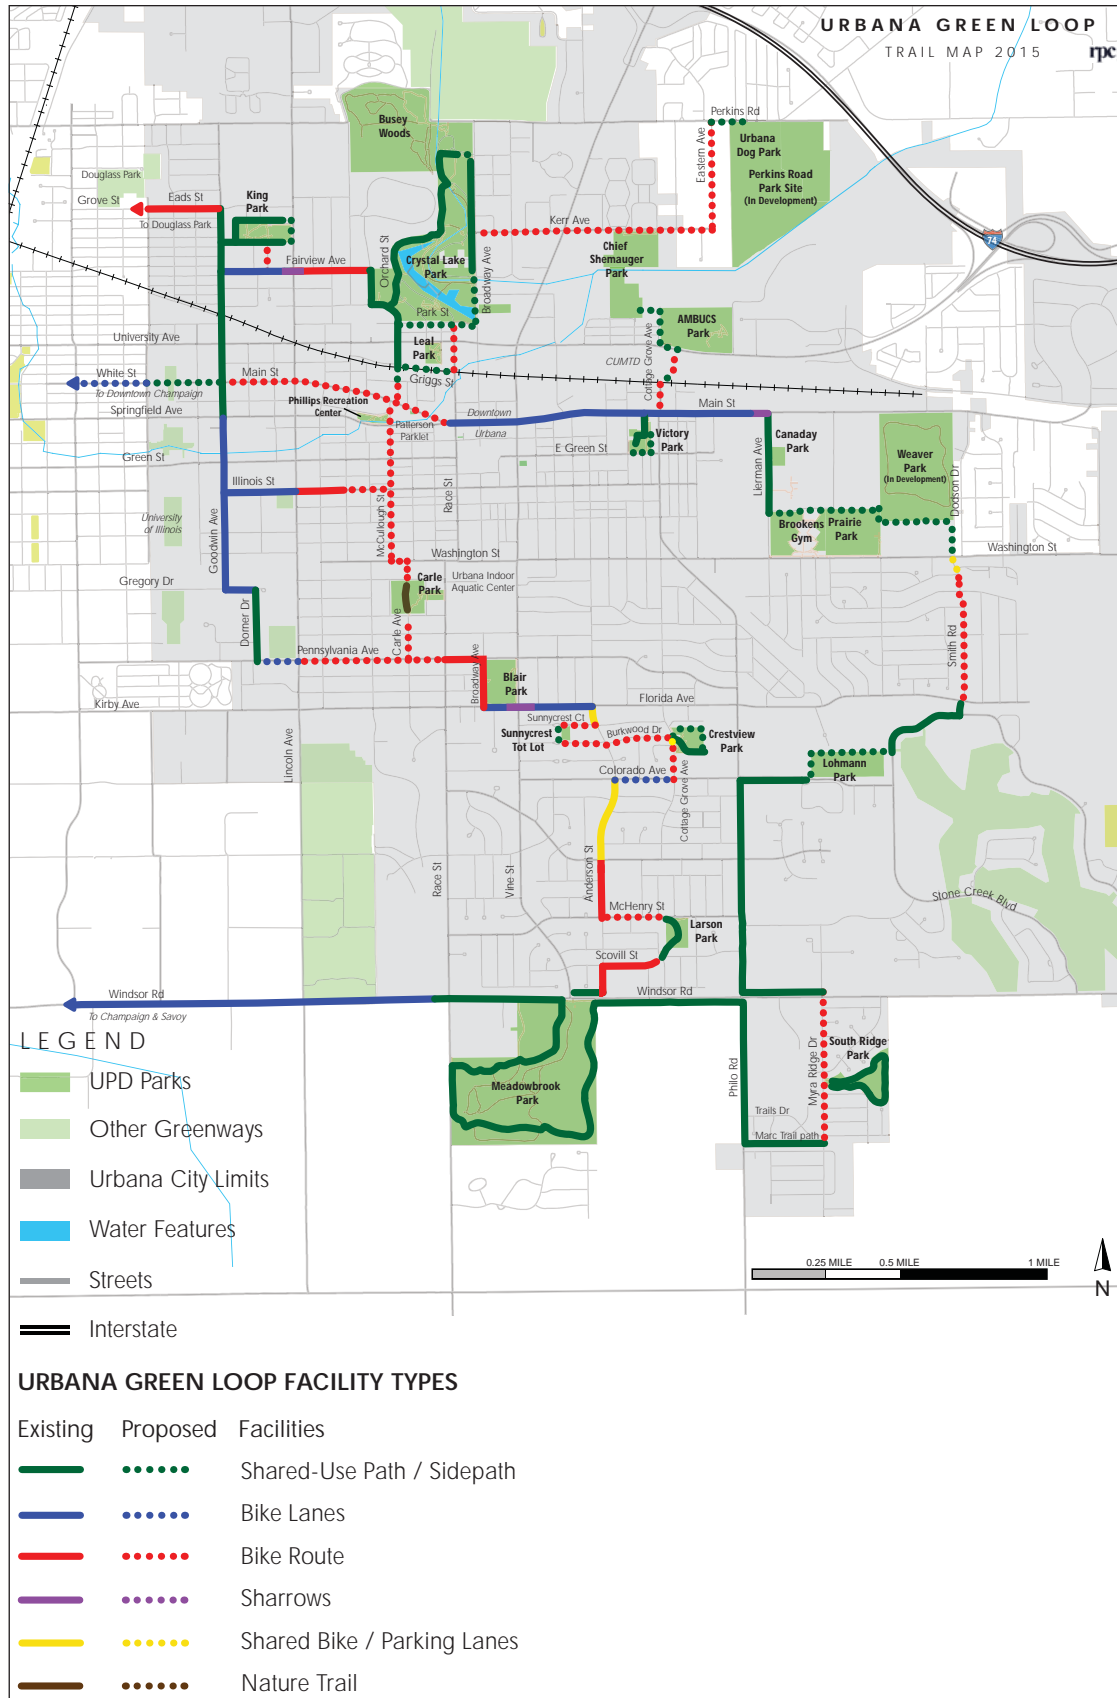 URBANA GREEN LOOP
TRAIL MAP 2015
rpc
Perkins Rd
Busey
Woods
Eastern Ave
Urbana
Dog Park
Perkins Road
Park Site
(In Development)
Douglass Park
Grove St
Eads St
To Douglass Park
King
Park
Kerr Ave
74
Orchard St
Crystal Lake
Park
Broadway Ave
Chief
Shemauger
Park
Fairview Ave
Park St
AMBUCS
Park
University Ave
Leal
Park
Cottage Grove Ave
CUMTD
White St
Main St
Griggs St
To Downtown Champaign
Phillips Recreation
Center
Springfield Ave
Patterson
Parklet
Downtown
Urbana
Main St
Victory
Park
Canaday
Park
E Green St
Green St
Lierman Ave
Weaver
Park
(In Development)
Dodson Dr
Illinois St
Race St
University
of Illinois
Goodwin Ave
McCullough St
Brookens
Gym
Prairie
Park
Washington St
Washington St
Gregory Dr
Carle
Park
Urbana Indoor
Aquatic Center
Dorner Dr
Carle Ave
Smith Rd
Pennsylvania Ave
Broadway Ave
Blair
Park
Kirby Ave
Florida Ave
Sunnycrest Ct
Sunnycrest
Tot Lot
Burkwood Dr
Crestview
Park
Lincoln Ave
Colorado Ave
Cottage Grove Ave
Lohmann
Park
Race St
Vine St
Anderson St
Stone Creek Blvd
McHenry St
Larson
Park
Scovill St
Windsor Rd
Windsor Rd
To Champaign & Savoy
Meadowbrook
Park
Philo Rd
Myra Ridge Dr
South Ridge
Park
Trails Dr
Marc Trail path
LEGEND
UPD Parks
Other Greenways
Urbana City Limits
Water Features
Streets
Interstate
0.25 MILE
0.5 MILE
1 MILE
N
URBANA GREEN LOOP FACILITY TYPES
Existing Proposed Facilities
Shared-Use Path / Sidepath
Bike Lanes
Bike Route
Sharrows
Shared Bike / Parking Lanes
Nature Trail